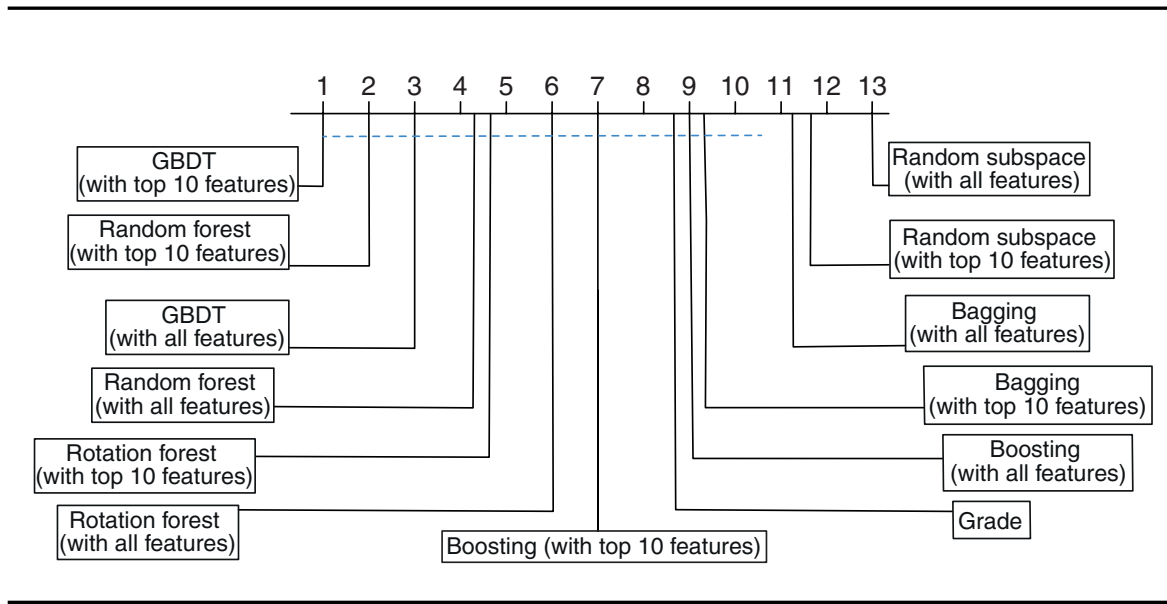 1 2 3 4 5 6 7 8 9 10 11 12 13
GBDT
(with top 10 features)
Random forest
(with top 10 features)
GBDT
(with all features)
Random forest
(with all features)
Rotation forest
(with top 10 features)
Rotation forest
(with all features)
Boosting (with top 10 features)
Random subspace
(with all features)
Random subspace
(with top 10 features)
Bagging
(with all features)
Bagging
(with top 10 features)
Boosting
(with all features)
Grade